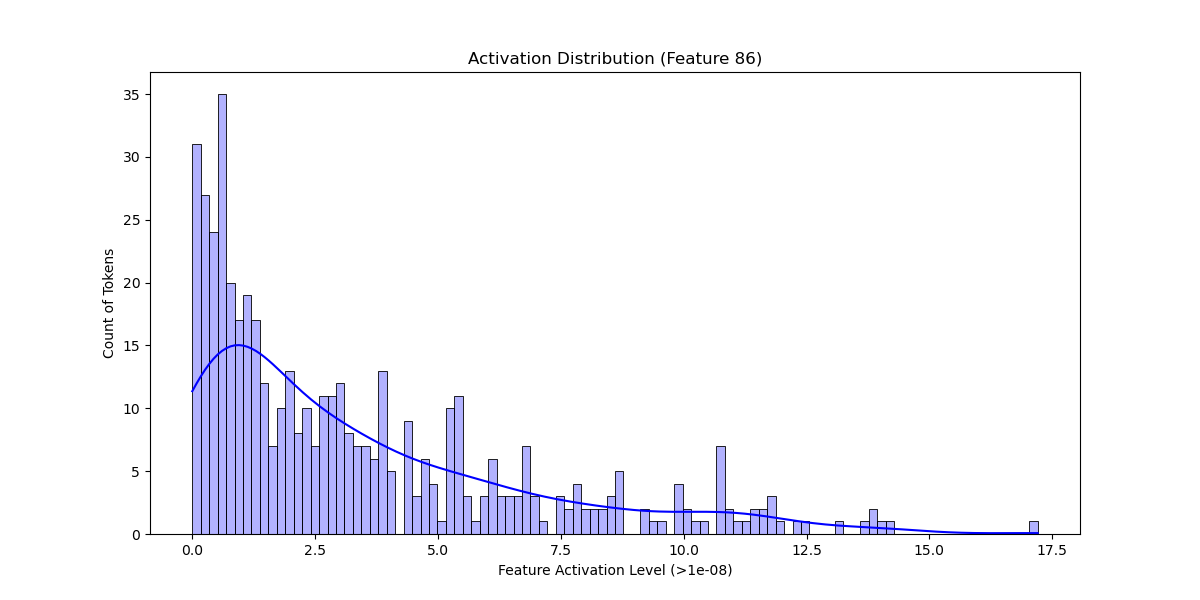 Activation Distribution (Feature 86)
Count of Tokens
35
30
25
20
15
10
5
0
0.0 2.5 5.0 7.5 10.0 12.5 15.0 17.5
Feature Activation Level (>1e-08)